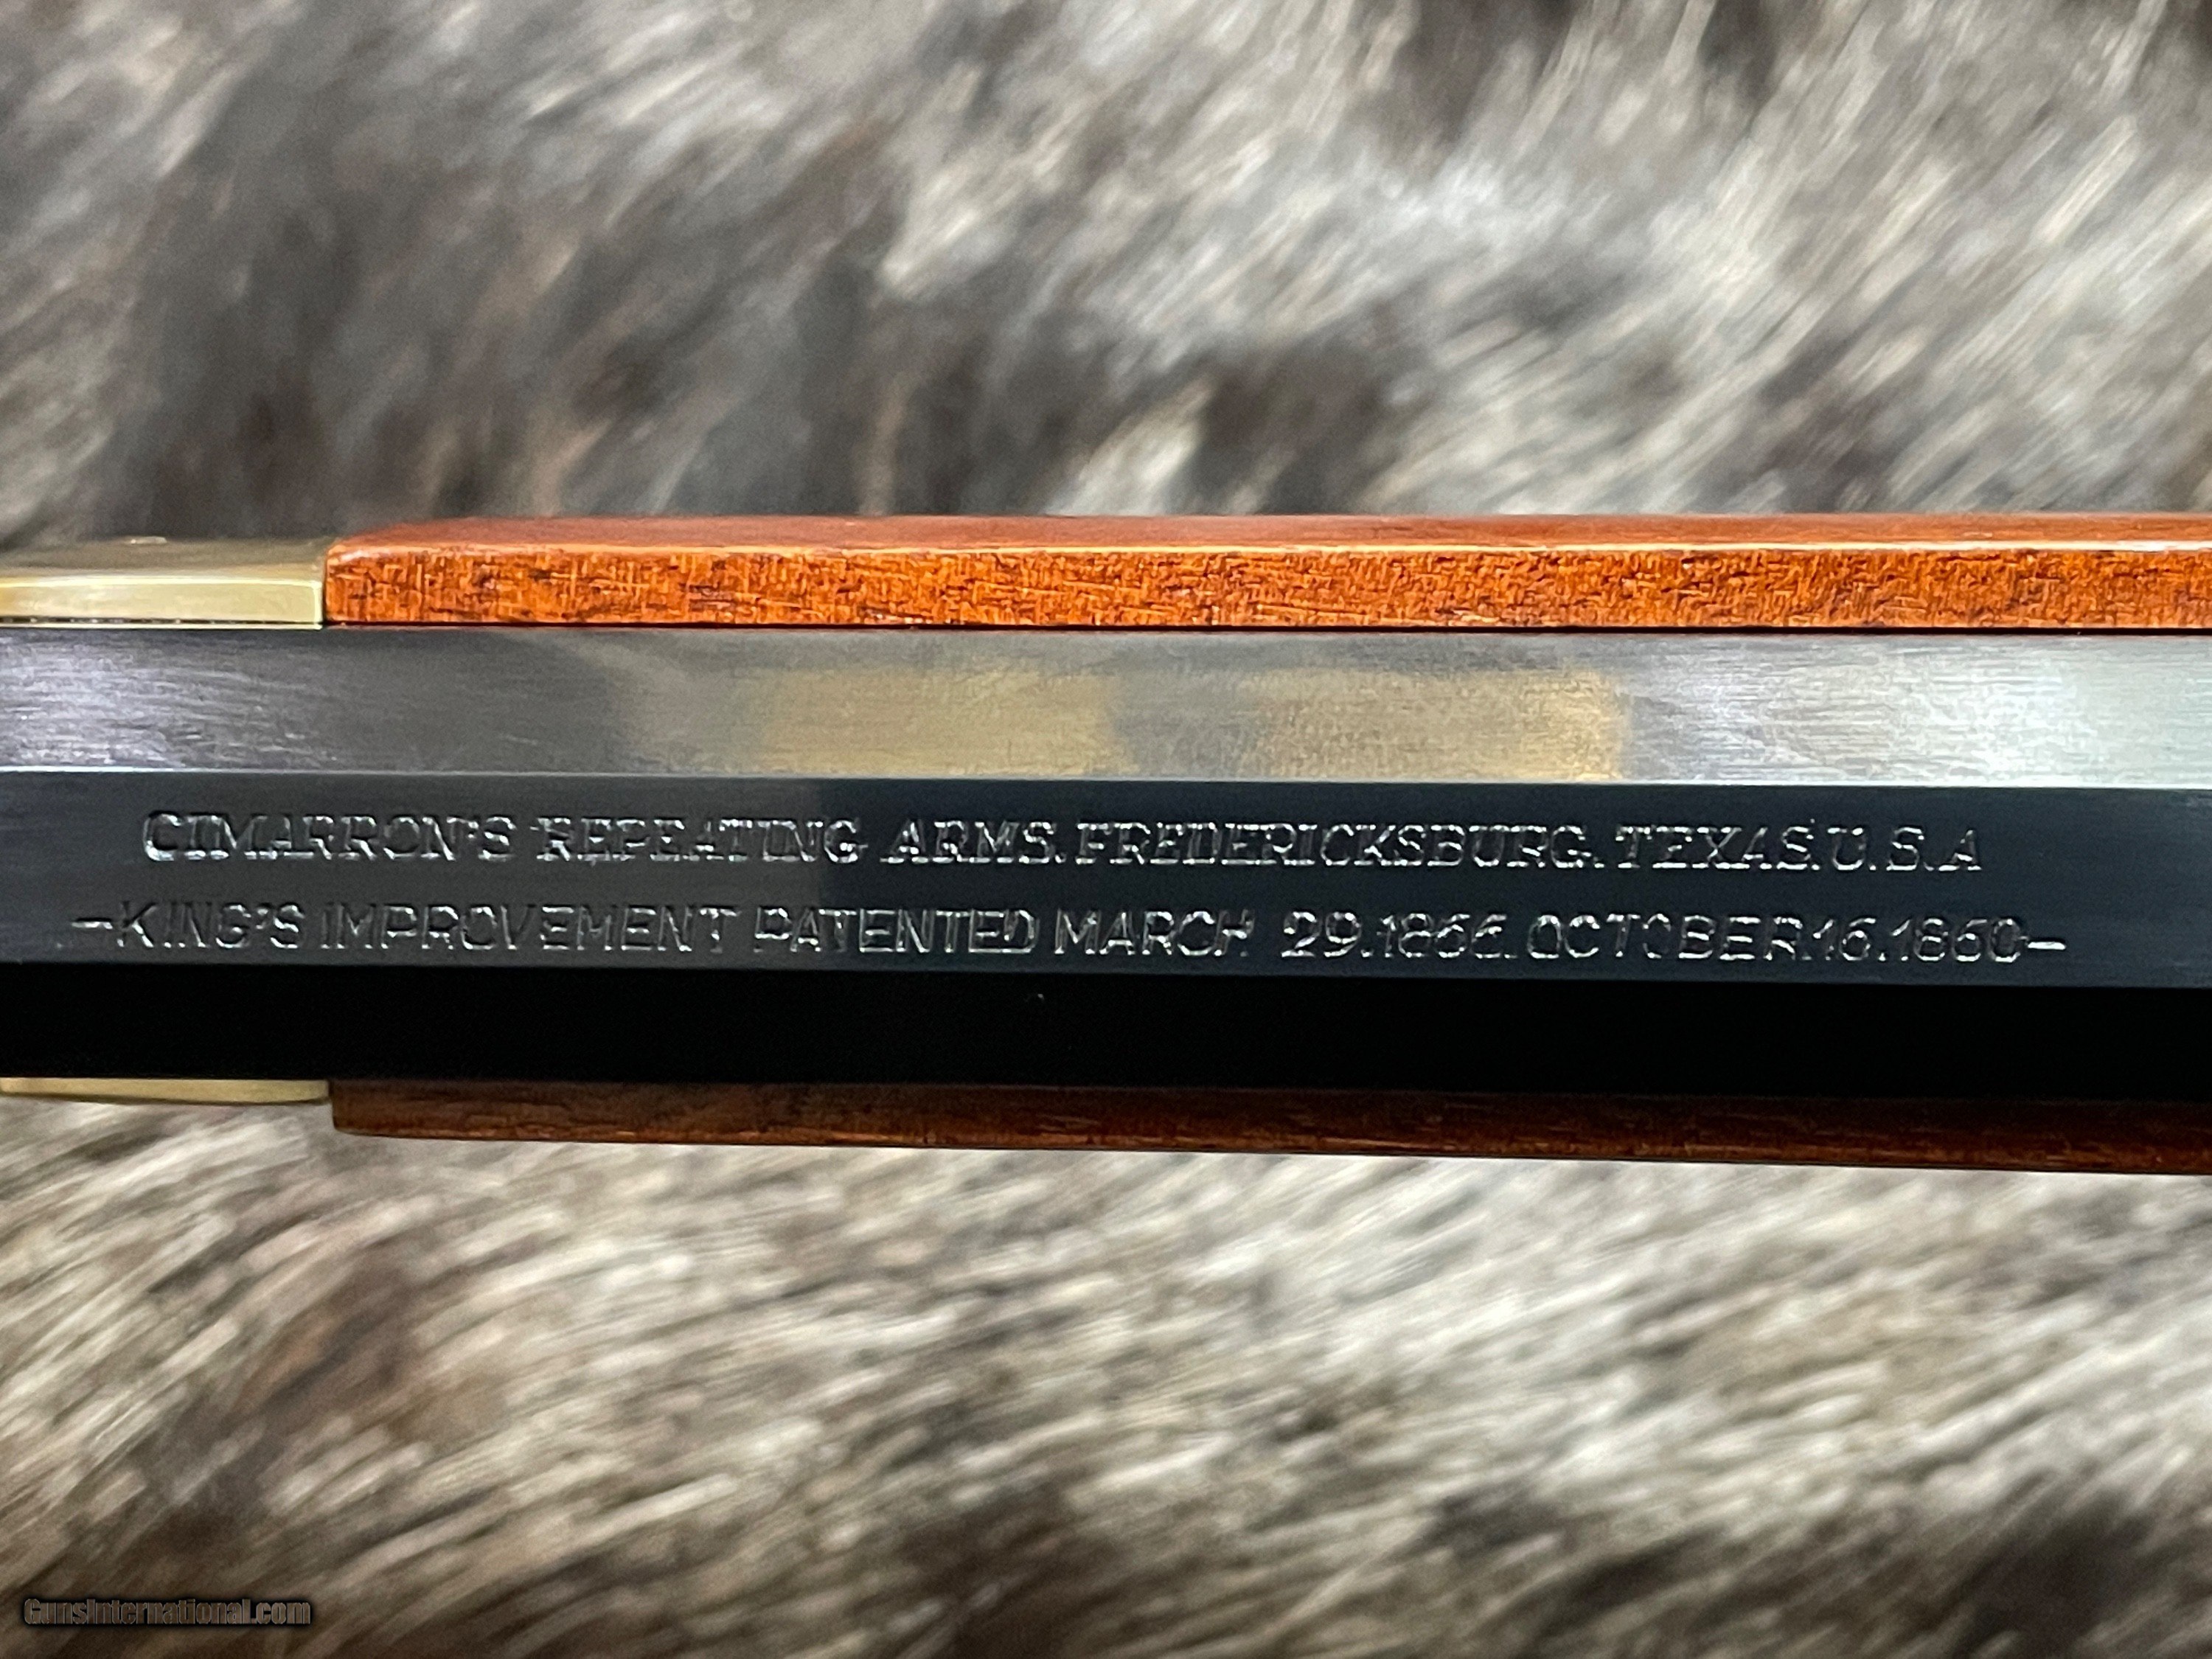 CIMARRON'S REPEATING ARMS. FREDERICKSBURG. TEXAS.U.S.A
-KING'S IMPROVEMENT PATENTED MARCH 29.1866.OCTOBER 16.1860-
GunsInternational.com